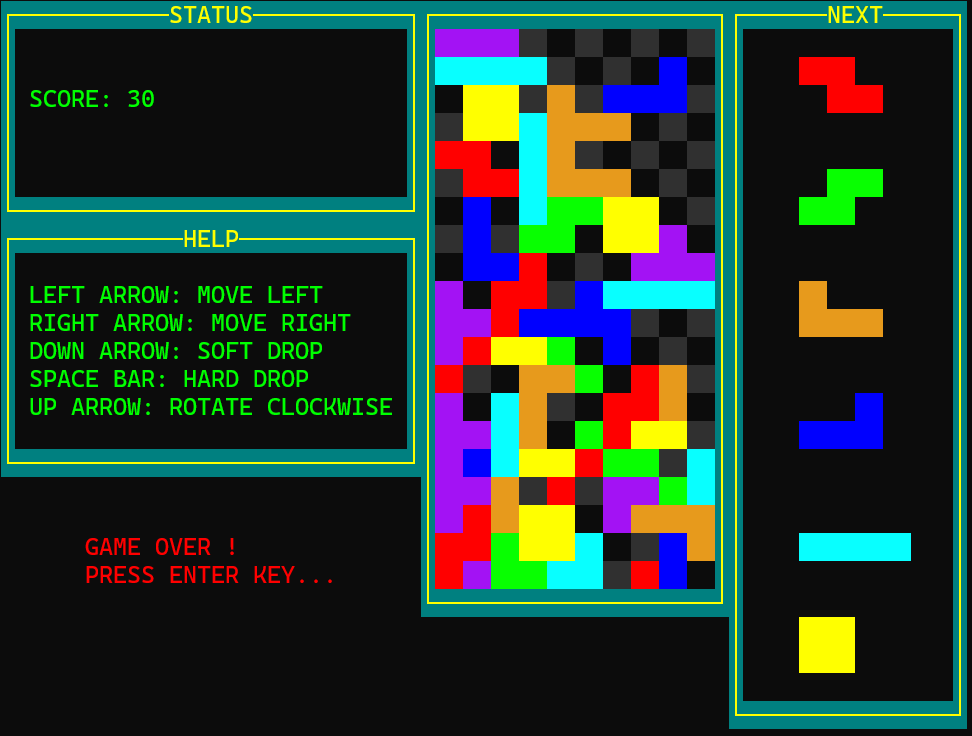 STATUS
SCORE: 30
HELP
LEFT ARROW: MOVE LEFT
RIGHT ARROW: MOVE RIGHT
DOWN ARROW: SOFT DROP
SPACE BAR: HARD DROP
UP ARROW: ROTATE CLOCKWISE
GAME OVER !
PRESS ENTER KEY...
NEXT